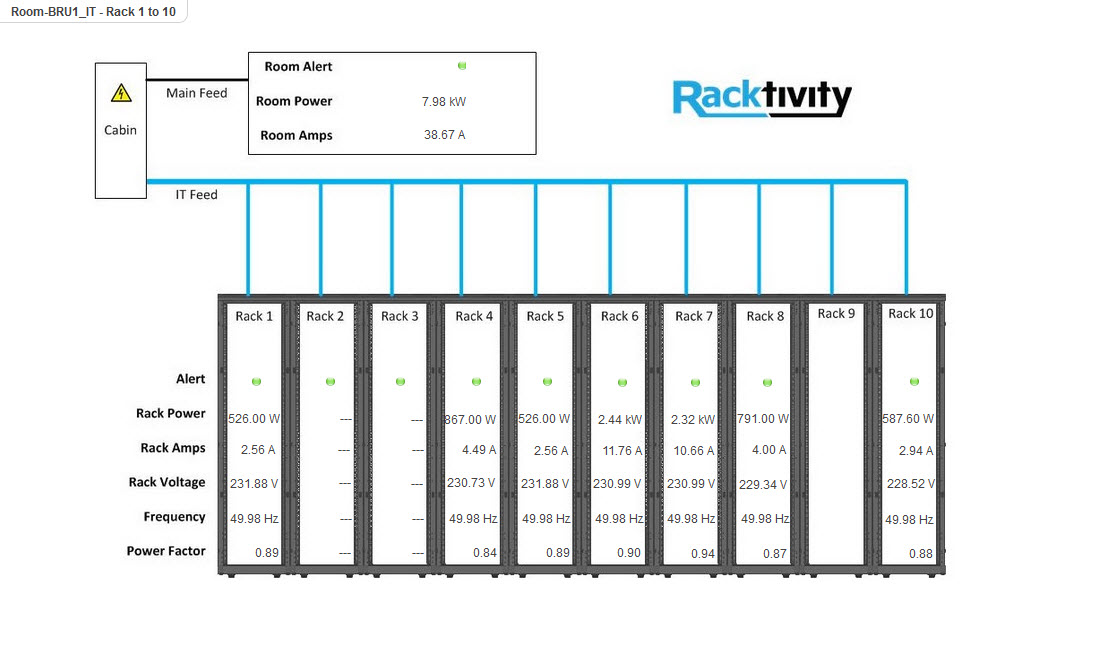 Room-BRU1_IT - Rack 1 to 10
Room Alert
Main Feed
Room Power 7.98 kW
Cabin
Room Amps 38.67 A
Racktivity
IT Feed
Rack 1 Rack 2 Rack 3 Rack 4 Rack 5 Rack 6 Rack 7 Rack 8 Rack 9 Rack 10
Alert
Rack Power 526.00 W --- --- 867.00 W 526.00 W 2.44 kW 2.32 kW 791.00 W 587.60 W
Rack Amps 2.56 A --- --- 4.49 A 2.56 A 11.76 A 10.66 A 4.00 A 2.94 A
Rack Voltage 231.88 V --- --- 230.73 V 231.88 V 230.99 V 230.99 V 229.34 V 228.52 V
Frequency 49.98 Hz --- --- 49.98 Hz 49.98 Hz 49.98 Hz 49.98 Hz 49.98 Hz 49.98 Hz
Power Factor 0.89 --- --- 0.84 0.89 0.90 0.94 0.87 0.88